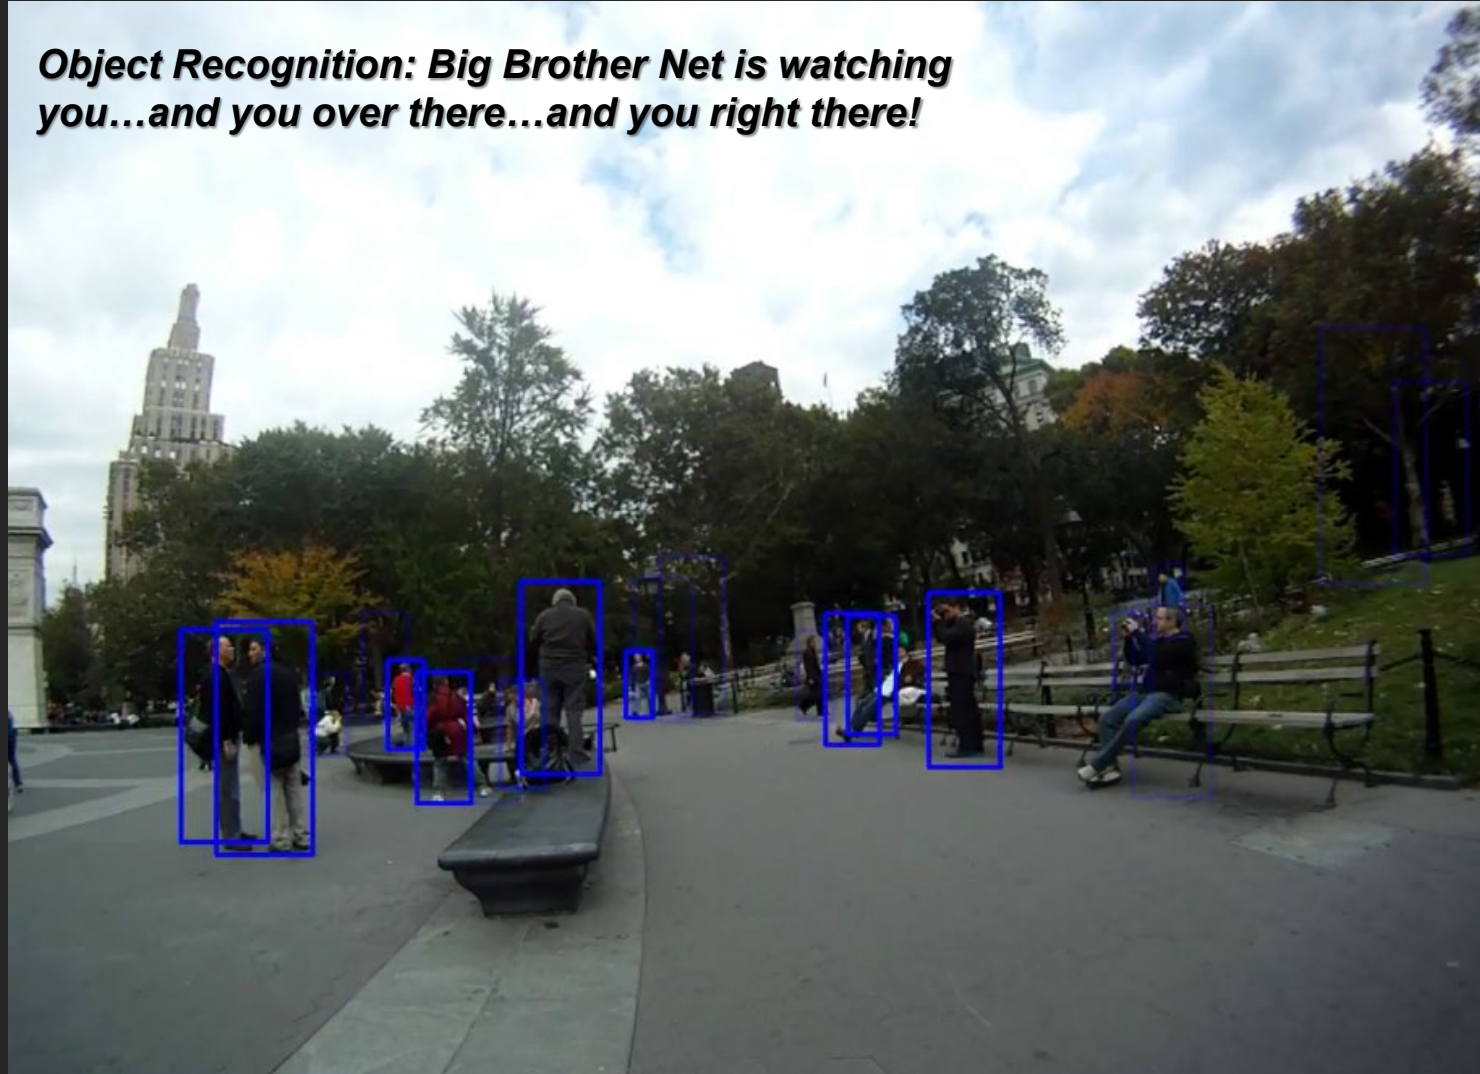 Object Recognition: Big Brother Net is watching
you…and you over there…and you right there!